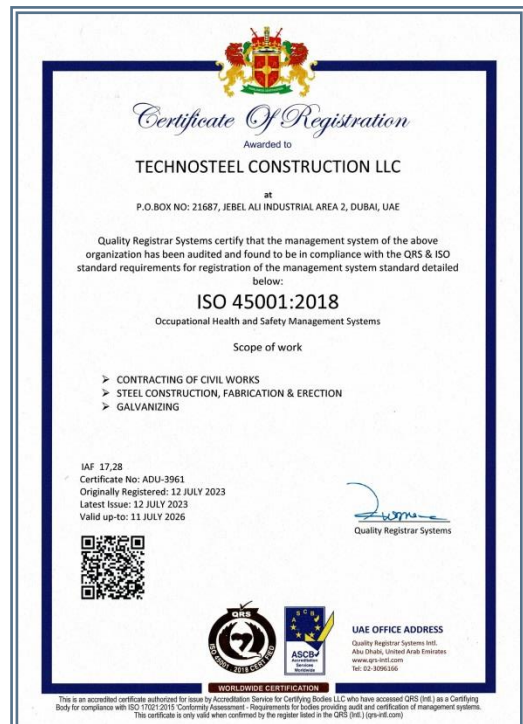 Certificate Of Registration
Awarded to
TECHNOSTEEL CONSTRUCTION LLC
at
P.O.BOX NO: 21687, JEBEL ALI INDUSTRIAL AREA 2, DUBAI, UAE
Quality Registrar Systems certify that the management system of the above
organization has been audited and found to be in compliance with the QRS & ISO
standard requirements for registration of the management system standard detailed
below:
ISO 45001:2018
Occupational Health and Safety Management Systems
Scope of work
➢ CONTRACTING OF CIVIL WORKS
➢ STEEL CONSTRUCTION, FABRICATION & ERECTION
➢ GALVANIZING
IAF 17,28
Certificate No: ADU-3961
Originally Registered: 12 JULY 2023
Latest Issue: 12 JULY 2023
Valid up-to: 11 JULY 2026
Quality Registrar Systems
QRS
ISO 45001 : 2018 CERTIFIED
ASCB
Accreditation
Services
Worldwide
UAE OFFICE ADDRESS
Quality Registrar Systems Intl.
Abu Dhabi, United Arab Emirates
www.qrs-intl.com
Tel: 02-3096166
WORLDWIDE CERTIFICATION
This is an accredited certificate authorized for issue by Accreditation Service for Certifying Bodies LLC who have accessed QRS (Intl.) as a Certifying
Body for compliance with ISO 17021:2015 'Conformity Assessment - Requirements for bodies providing audit and certification of management systems.
This certificate is only valid when confirmed by the register listed in the QRS (Intl.) (qrs-intl.com)